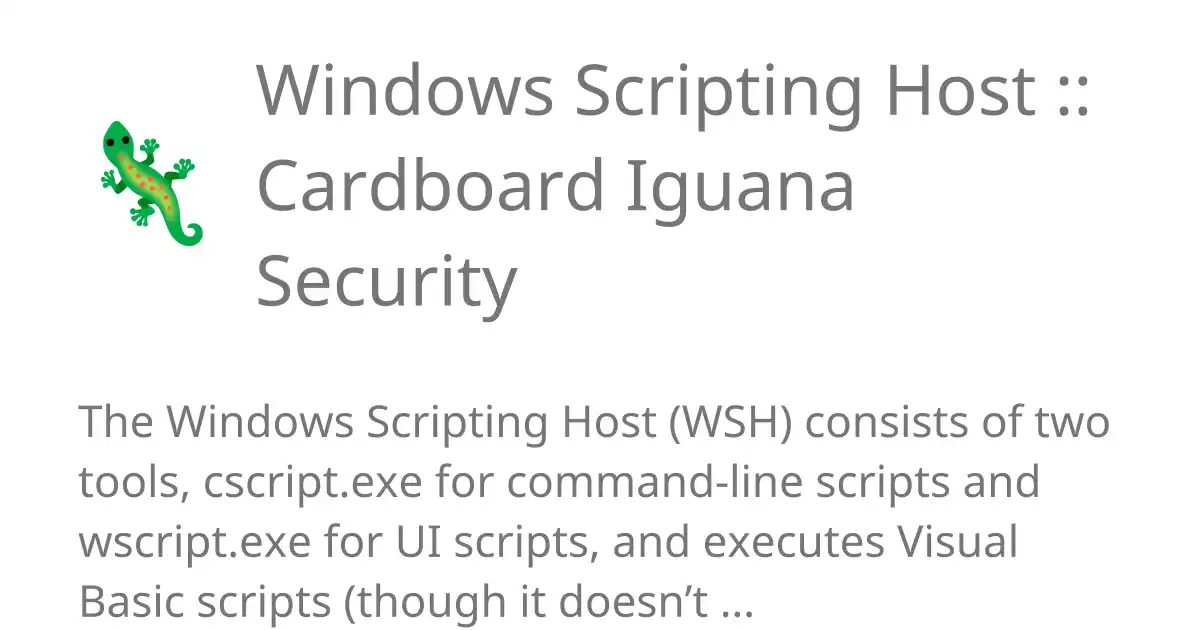 Windows Scripting Host ::
Cardboard Iguana
Security
The Windows Scripting Host (WSH) consists of two
tools, cscript.exe for command-line scripts and
wscript.exe for UI scripts, and executes Visual
Basic scripts (though it doesn’t ...